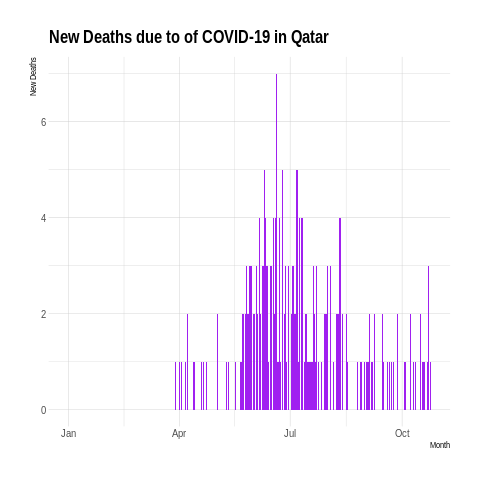 New Deaths due to of COVID-19 in Qatar
New Deaths
6
4
2
0
Jan Apr Jul Oct
Month